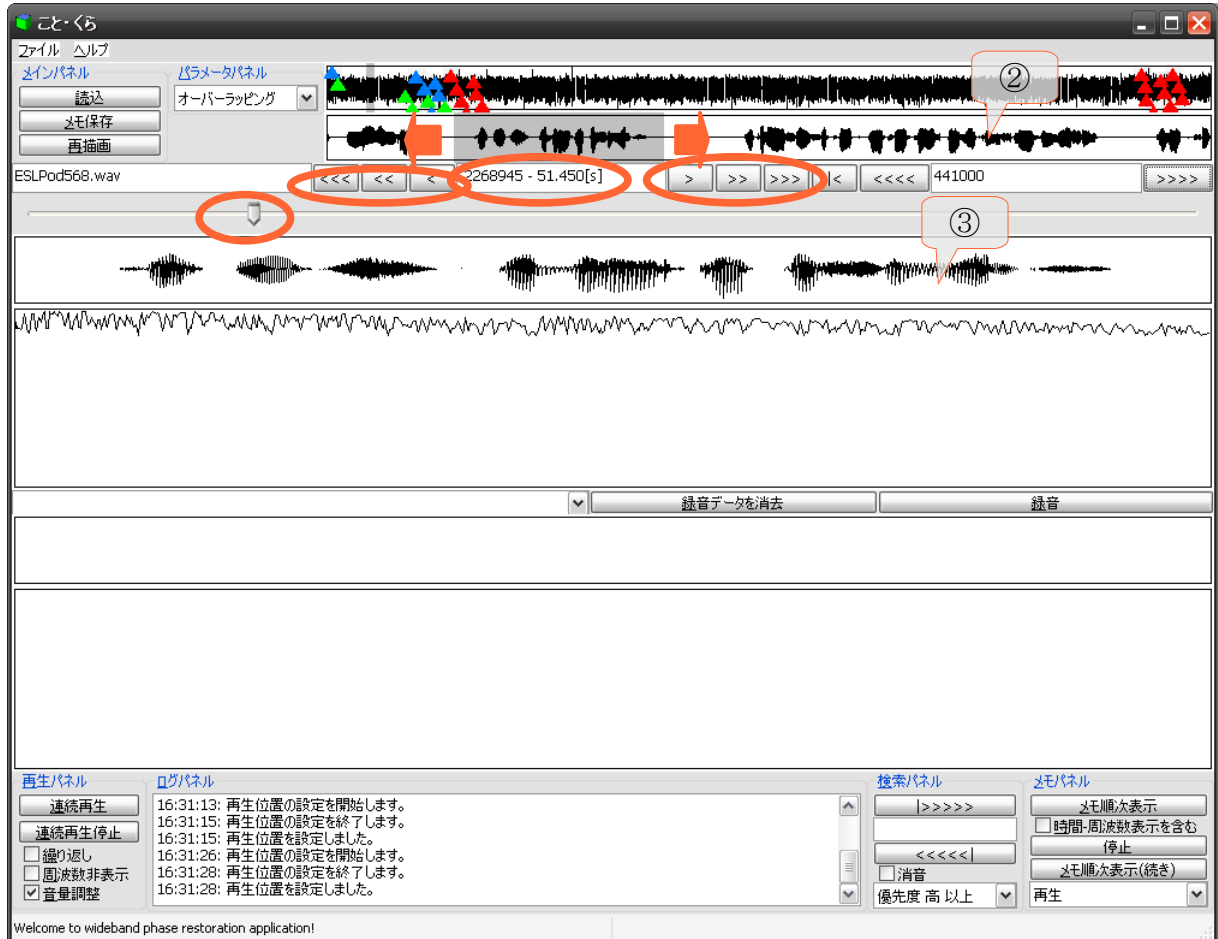 こと・くら
ファイル ヘルプ
メインパネル
パラメータパネル
読込
オーバーラッピング
②
メモ保存
再描画
ESLPod568.wav
<<< << < 2268945 - 51.450[s] > >> >>> |< <<<< 441000 >>>>
③
録音データを消去 録音
再生パネル
連続再生
連続再生停止
繰り返し
周波数非表示
音量調整
ログパネル
16:31:13: 再生位置の設定を開始します。
16:31:15: 再生位置の設定を終了します。
16:31:15: 再生位置を設定しました。
16:31:26: 再生位置の設定を開始します。
16:31:28: 再生位置の設定を終了します。
16:31:28: 再生位置を設定しました。
検索パネル
|>>>>>
<<<<<|
消音
優先度 高 以上
メモパネル
メモ順次表示
時間-周波数表示を含む
停止
メモ順次表示(続き)
再生
Welcome to wideband phase restoration application!